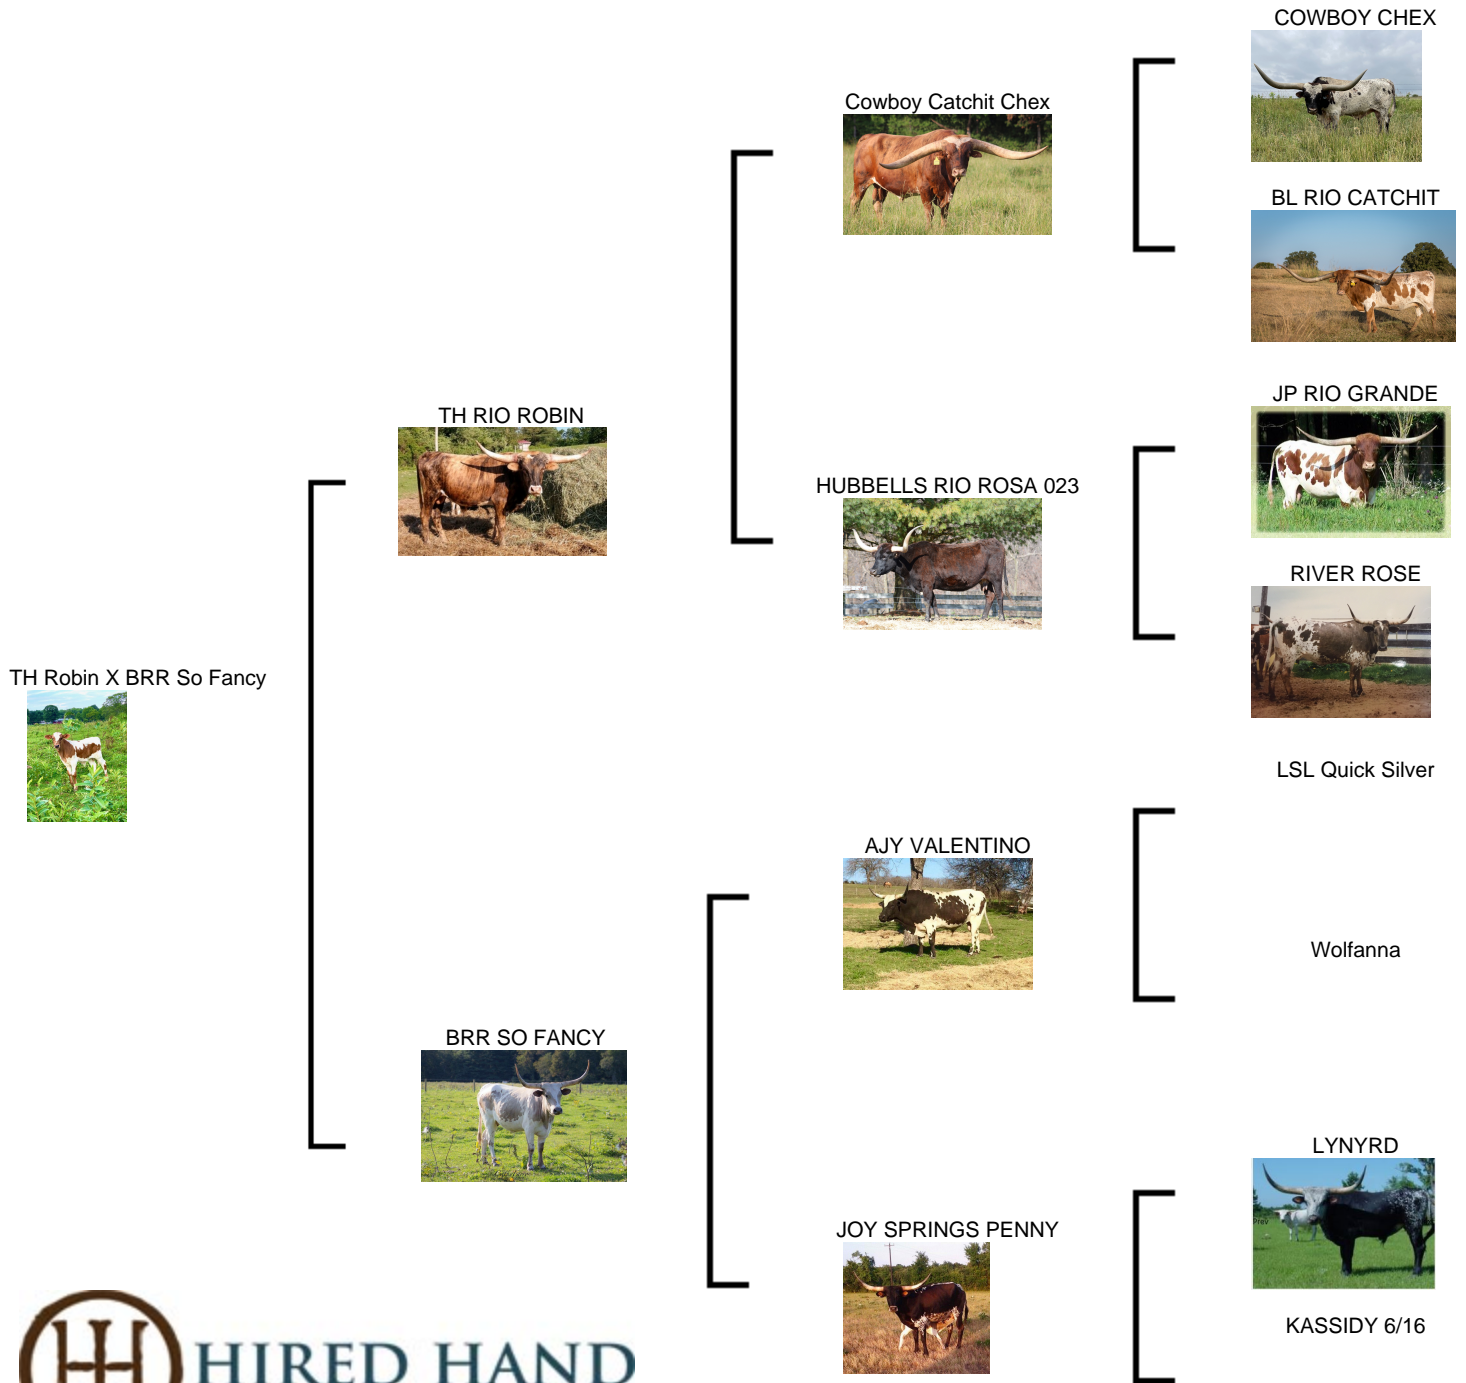 COWBOY CHEX
Cowboy Catchit Chex
BL RIO CATCHIT
JP RIO GRANDE
TH RIO ROBIN
HUBBELLS RIO ROSA 023
RIVER ROSE
TH Robin X BRR So Fancy
LSL Quick Silver
AJY VALENTINO
Wolfanna
BRR SO FANCY
LYNYRD
Prev
JOY SPRINGS PENNY
KASSIDY 6/16
HIRED HAND